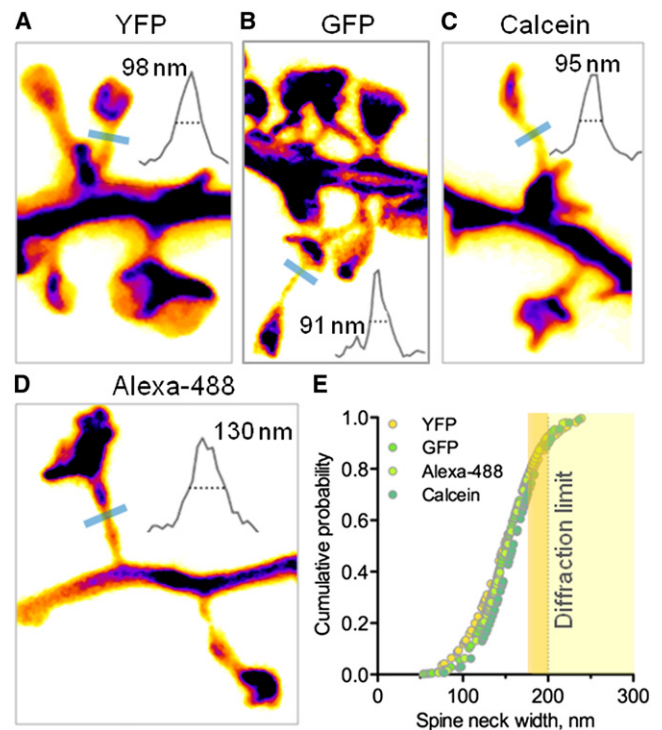 A YFP
98 nm
B GFP
91 nm
C Calcein
95 nm
D Alexa-488
130 nm
E
Cumulative probability
1.0
0.8
0.6
0.4
0.2
0.0
YFP
GFP
Alexa-488
Calcein
Diffraction limit
0 100 200 300
Spine neck width, nm